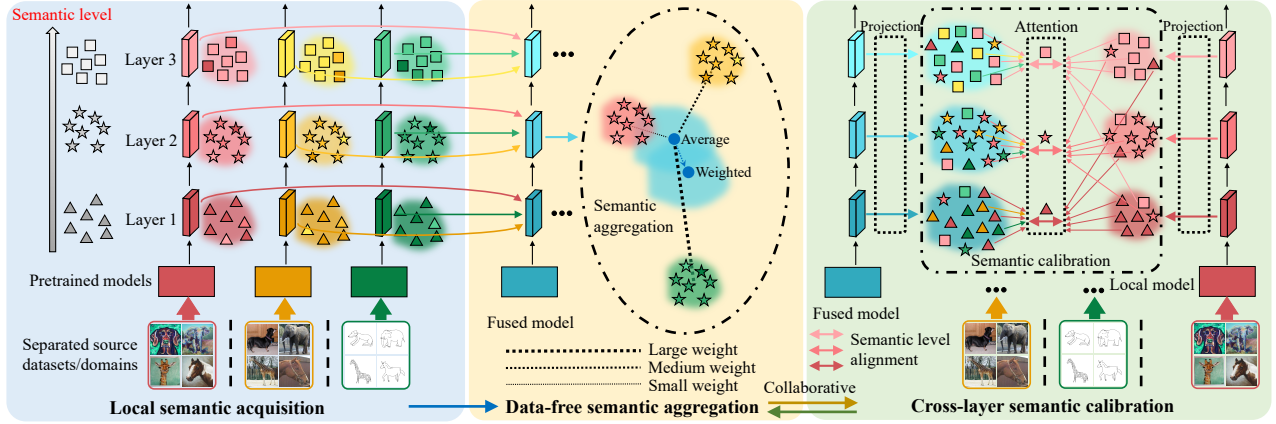 Semantic level
Layer 3
Layer 2
Layer 1
Pretrained models
Separated source
datasets/domains
Local semantic acquisition
Average
Weighted
Semantic
aggregation
Fused model
Large weight
Medium weight
Small weight
Data-free semantic aggregation
Collaborative
Projection
Attention
Projection
Semantic calibration
Local model
Fused model
Semantic level
alignment
Cross-layer semantic calibration